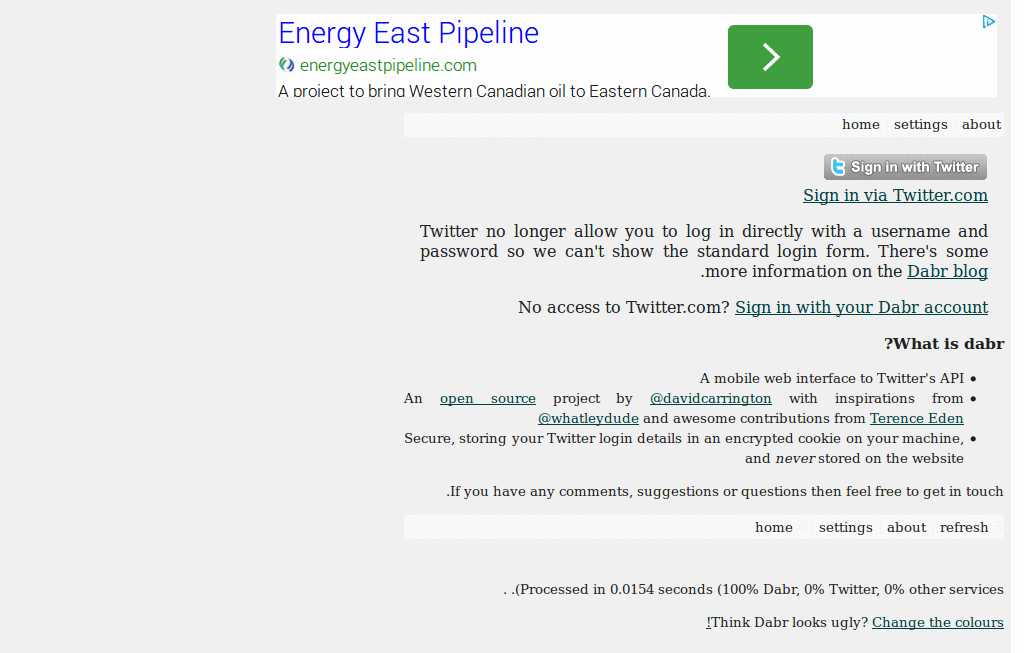 Energy East Pipeline
energyeastpipeline.com
A project to bring Western Canadian oil to Eastern Canada.
home settings about
Sign in with Twitter
Sign in via Twitter.com
Twitter no longer allow you to log in directly with a username and
password so we can't show the standard login form. There's some
.more information on the Dabr blog
No access to Twitter.com? Sign in with your Dabr account
?What is dabr
A mobile web interface to Twitter's API •
An open source project by @davidcarrington with inspirations from •
@whatleydude and awesome contributions from Terence Eden
Secure, storing your Twitter login details in an encrypted cookie on your machine, •
and never stored on the website
.If you have any comments, suggestions or questions then feel free to get in touch
home settings about refresh
. .(Processed in 0.0154 seconds (100% Dabr, 0% Twitter, 0% other services
!Think Dabr looks ugly? Change the colours